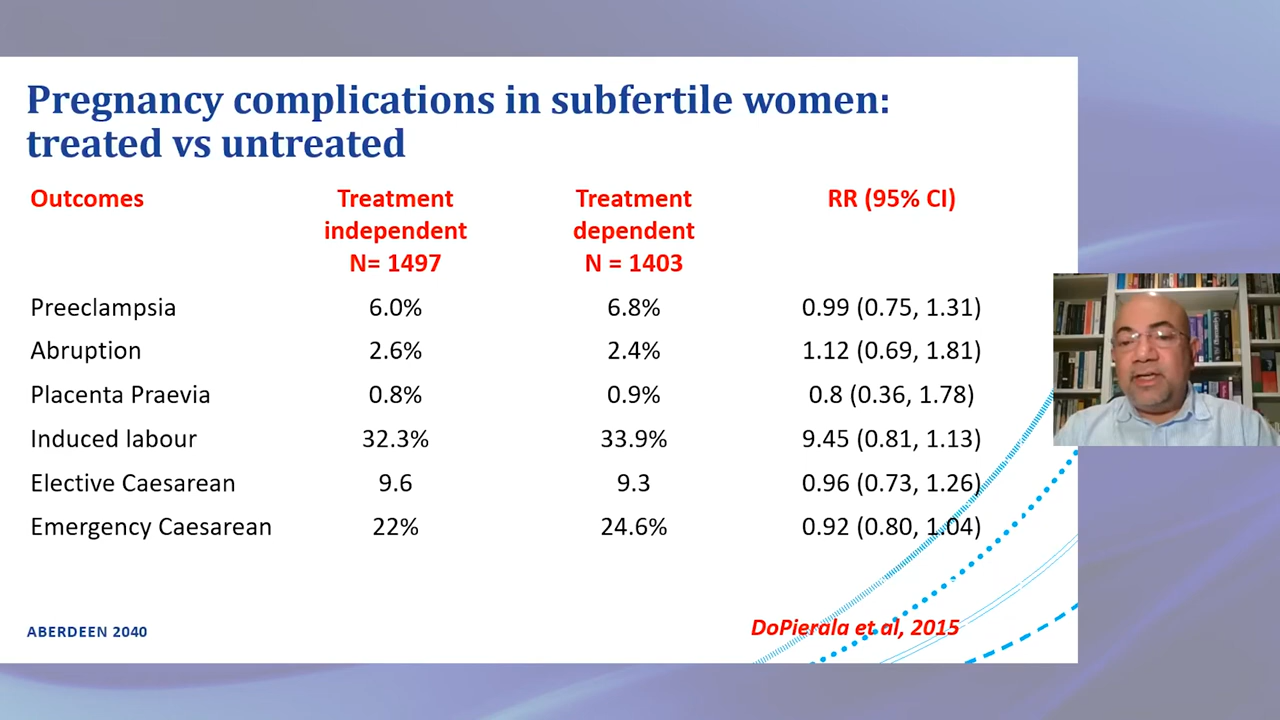 Pregnancy complications in subfertile women:
treated vs untreated
Outcomes Treatment independent N= 1497 Treatment dependent N = 1403 RR (95% CI)
Preeclampsia 6.0% 6.8% 0.99 (0.75, 1.31)
Abruption 2.6% 2.4% 1.12 (0.69, 1.81)
Placenta Praevia 0.8% 0.9% 0.8 (0.36, 1.78)
Induced labour 32.3% 33.9% 9.45 (0.81, 1.13)
Elective Caesarean 9.6 9.3 0.96 (0.73, 1.26)
Emergency Caesarean 22% 24.6% 0.92 (0.80, 1.04)
ABERDEEN 2040
DoPierala et al, 2015